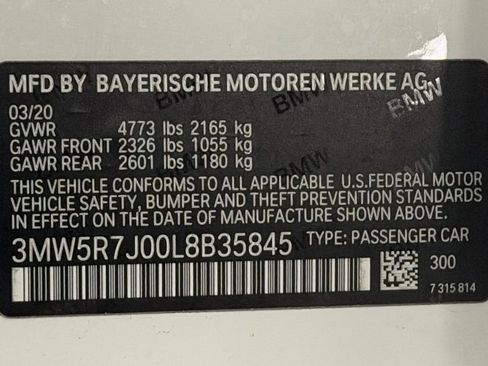 MFD BY BAYERISCHE MOTOREN WERKE AG
03/20
GVWR 4773 lbs 2165 kg
GAWR FRONT 2326 lbs 1055 kg
GAWR REAR 2601 lbs 1180 kg
THIS VEHICLE CONFORMS TO ALL APPLICABLE U.S.FEDERAL MOTOR
VEHICLE SAFETY, BUMPER AND THEFT PREVENTION STANDARDS
IN EFFECT ON THE DATE OF MANUFACTURE SHOWN ABOVE.
3MW5R7J00L8B35845 TYPE: PASSENGER CAR
300
7 315 814
BMW
BMW
BMW